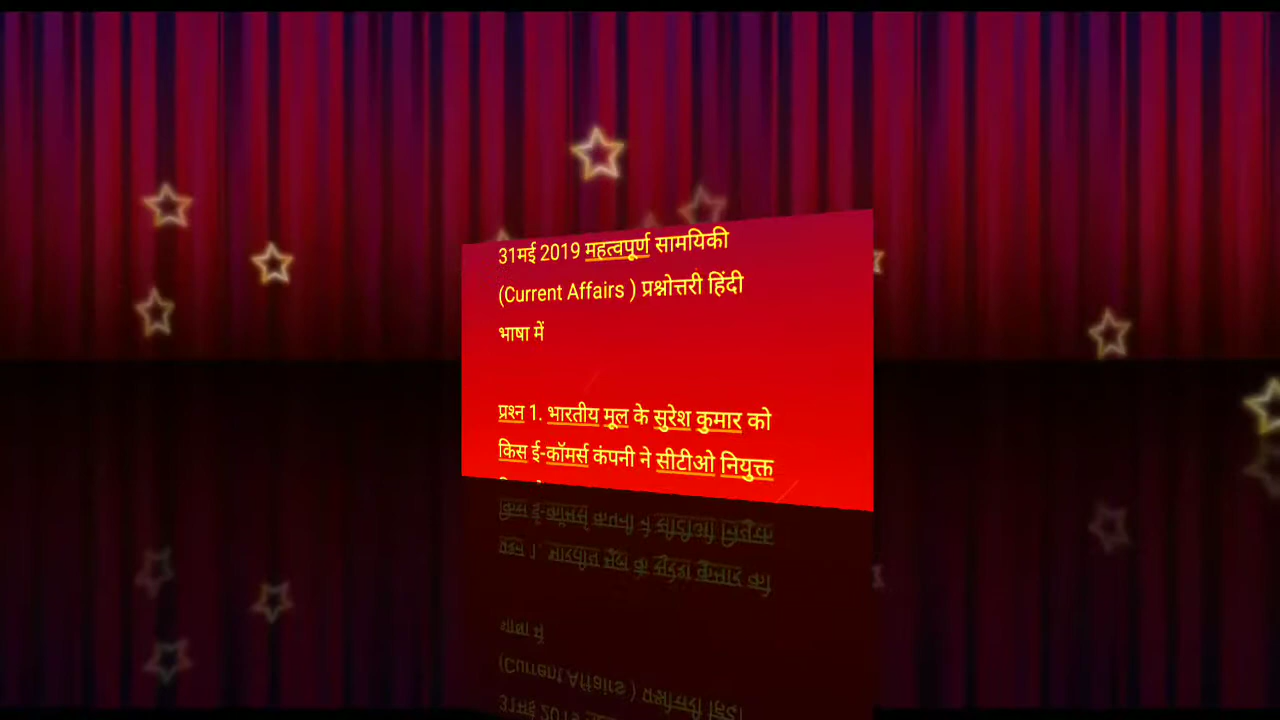 31मई 2019 महत्वपूर्ण सामयिकी
(Current Affairs ) प्रश्नोत्तरी हिंदी
भाषा में
प्रश्न 1. भारतीय मूल के सुरेश कुमार को
किस ई-कॉमर्स कंपनी ने सीटीओ नियुक्त